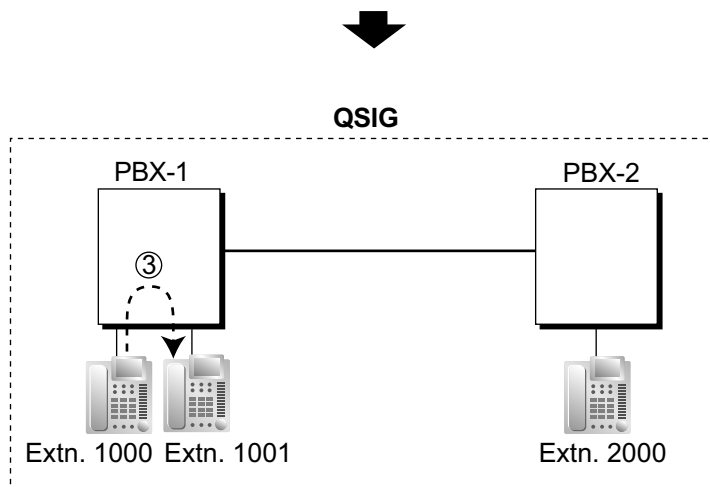 QSIG
PBX-1
PBX-2
③
Extn. 1000
Extn. 1001
Extn. 2000